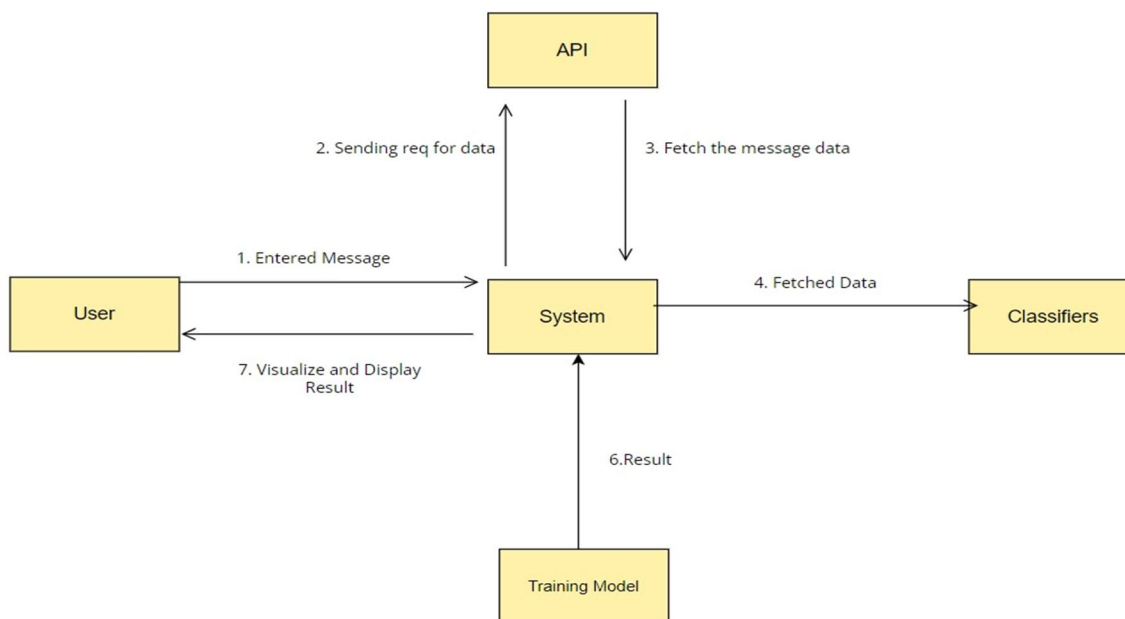 API
2. Sending req for data
3. Fetch the message data
1. Entered Message
4. Fetched Data
User
System
Classifiers
7. Visualize and Display
Result
6.Result
Training Model